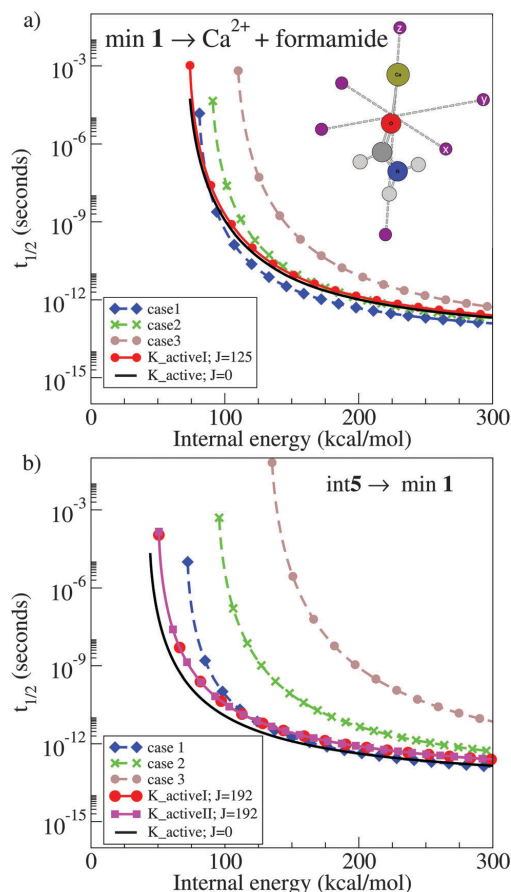 a)
min 1 → Ca²⁺ + formamide
z
Ca
y
O
x
N
10⁻³
10⁻⁶
10⁻⁹
10⁻¹²
10⁻¹⁵
t₁/₂ (seconds)
case1
case2
case3
K_activeI; J=125
K_active; J=0
0 100 200 300
Internal energy (kcal/mol)
b)
int5 → min 1
10⁻³
10⁻⁶
10⁻⁹
10⁻¹²
10⁻¹⁵
t₁/₂ (seconds)
case 1
case 2
case 3
K_activeI; J=192
K_activeII; J=192
K_active; J=0
0 100 200 300
Internal energy (kcal/mol)